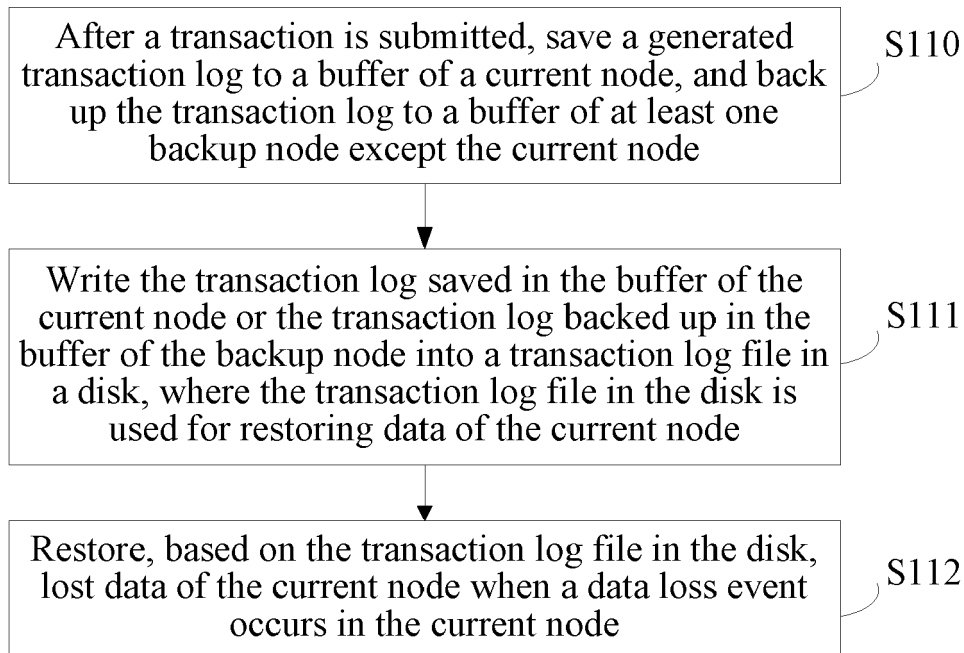 After a transaction is submitted, save a generated
transaction log to a buffer of a current node, and back
up the transaction log to a buffer of at least one
backup node except the current node
S110
Write the transaction log saved in the buffer of the
current node or the transaction log backed up in the
buffer of the backup node into a transaction log file in
a disk, where the transaction log file in the disk is
used for restoring data of the current node
S111
Restore, based on the transaction log file in the disk,
lost data of the current node when a data loss event
occurs in the current node
S112